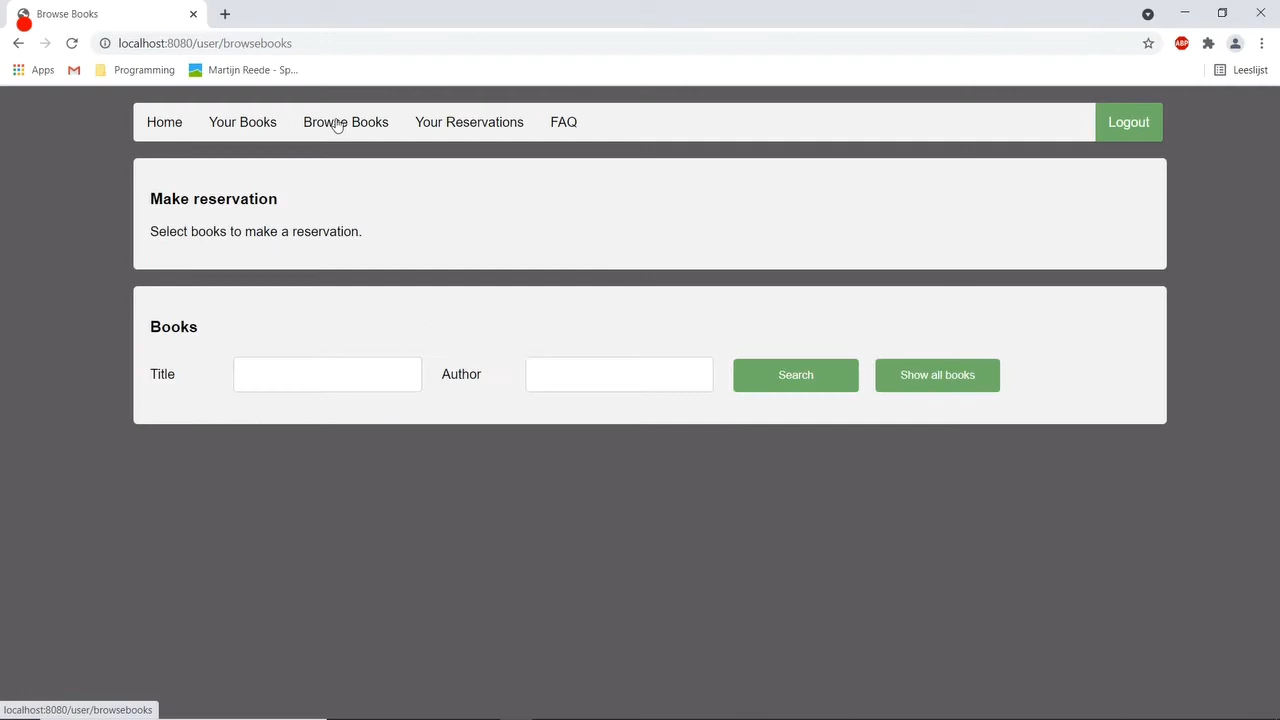 Browse Books
localhost:8080/user/browsebooks
ABP
Apps Programming Martijn Reede - Sp... Leeslijst
Home Your Books Browse Books Your Reservations FAQ Logout
Make reservation
Select books to make a reservation.
Books
Title Author Search Show all books
localhost:8080/user/browsebooks